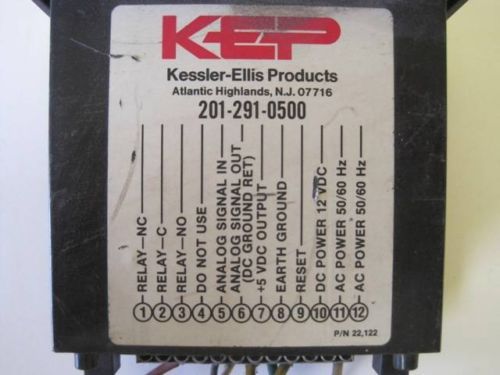 KEP
Kessler-Ellis Products
Atlantic Highlands, N.J. 07716
201-291-0500
RELAY-NC
RELAY-C
RELAY-NO
DO NOT USE
ANALOG SIGNAL IN
ANALOG SIGNAL OUT
(DC GROUND RET)
+5 VDC OUTPUT
EARTH GROUND
RESET
DC POWER 12 VDC
AC POWER 50/60 Hz
AC POWER 50/60 Hz
1 2 3 4 5 6 7 8 9 10 11 12
P/N 22,122